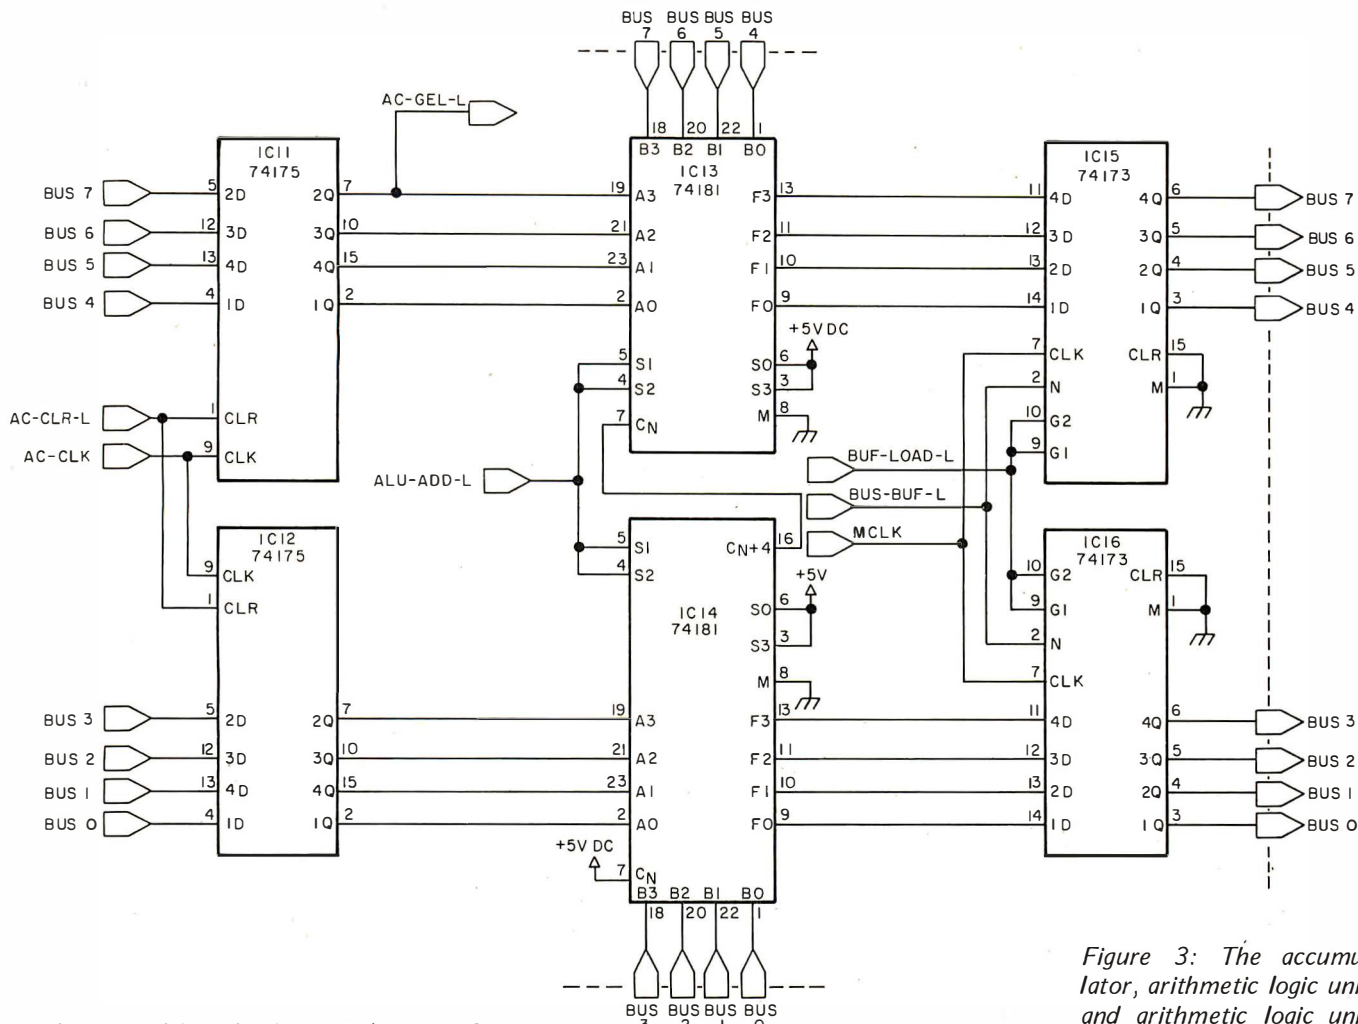 BUS 7
BUS 6
BUS 5
BUS 4
AC-GEL-L
18 20 22 1
B3 B2 B1 B0
IC11
74175
IC13
74181
IC15
74173
BUS 7
5 2D
2Q 7
19 A3
F3 13
11 4D
4Q 6
BUS 7
BUS 6
12 3D
3Q 10
21 A2
F2 11
12 3D
3Q 5
BUS 6
BUS 5
13 4D
4Q 15
23 A1
F1 10
13 2D
2Q 4
BUS 5
BUS 4
4 1D
1Q 2
2 A0
F0 9
14 1D
1Q 3
BUS 4
+5V DC
5 S1
S0 6
7 CLK
CLR 15
4 S2
S3 3
2 N
M 1
AC-CLR-L
1 CLR
7 CN
M 8
10 G2
AC-CLK
9 CLK
9 G1
BUF-LOAD-L
ALU-ADD-L
BUS-BUF-L
MCLK
IC12
74175
5 S1
CN+4 16
IC16
74173
9 CLK
4 S2
+5V
10 G2
CLR 15
1 CLR
IC14
74181
S0 6
9 G1
M 1
S3 3
2 N
M 8
7 CLK
BUS 3
5 2D
2Q 7
19 A3
F3 13
11 4D
4Q 6
BUS 3
BUS 2
12 3D
3Q 10
21 A2
F2 11
12 3D
3Q 5
BUS 2
BUS 1
13 4D
4Q 15
23 A1
F1 10
13 2D
2Q 4
BUS 1
BUS 0
4 1D
1Q 2
2 A0
F0 9
14 1D
1Q 3
BUS 0
+5V DC
7 CN
B3 B2 B1 B0
18 20 22 1
BUS
BUS
BUS
BUS
Figure 3: The accumu-
lator, arithmetic logic uni
and arithmetic logic uni